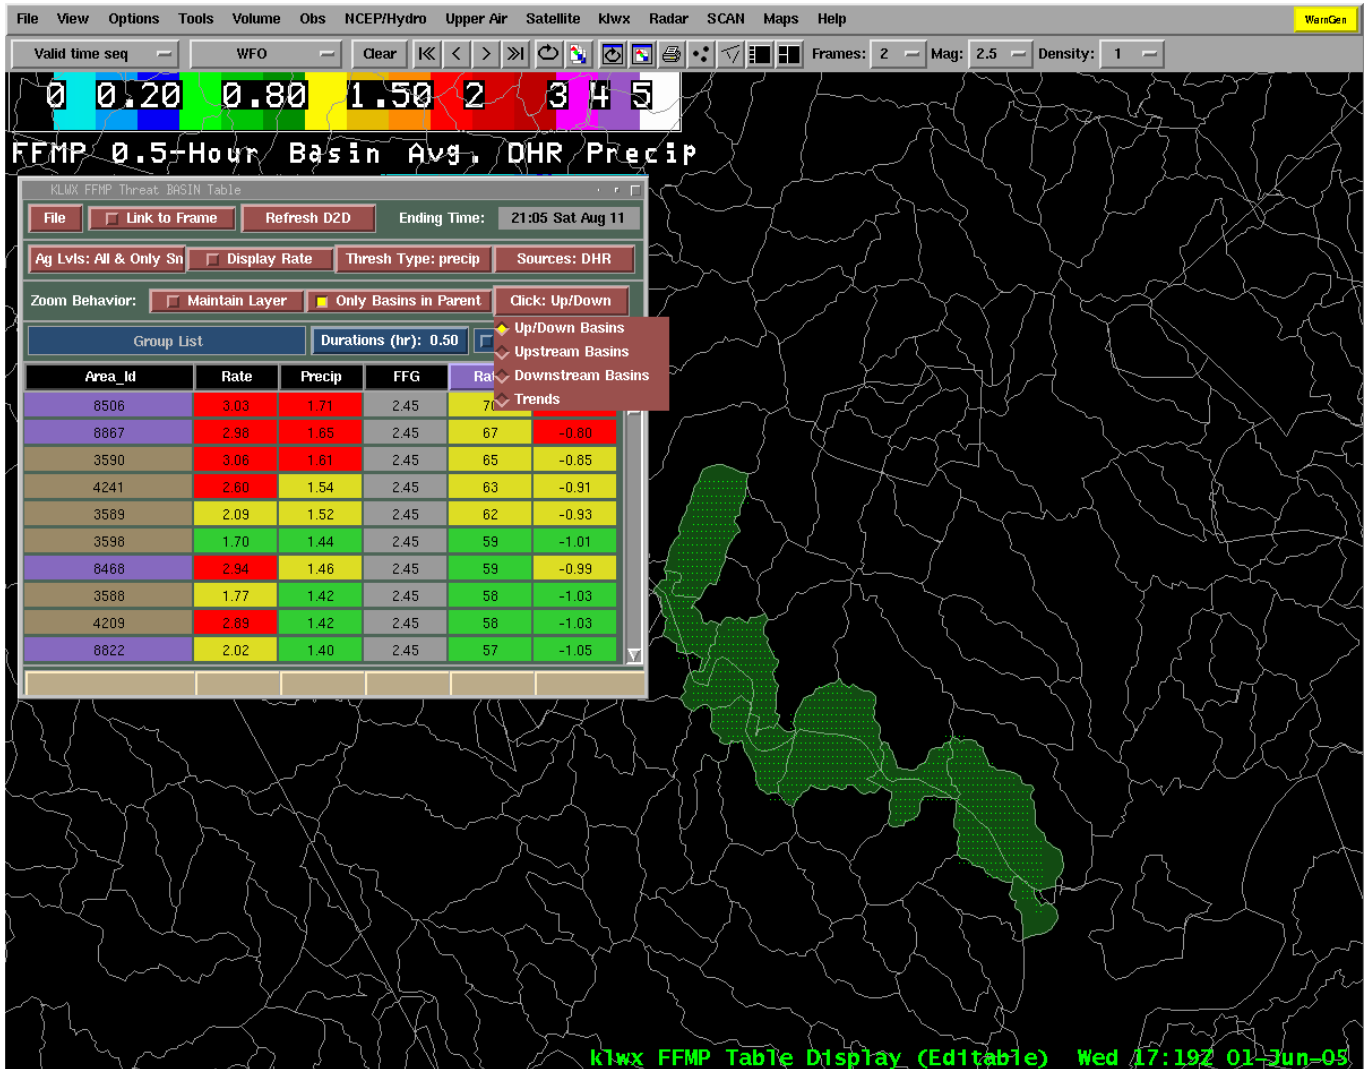 File View Options Tools Volume Obs NCEP/Hydro Upper Air Satellite klwx Radar SCAN Maps Help WarnGen
Valid time seq WFO Clear Frames: 2 Mag: 2.5 Density: 1
0 0.20 0.80 1.50 2 3 4 5
FFMP 0.5-Hour Basin Avg. DHR Precip
KLWX FFMP Threat BASIN Table
File Link to Frame Refresh D2D Ending Time: 21:05 Sat Aug 11
Ag Lvls: All & Only Sn Display Rate Thresh Type: precip Sources: DHR
Zoom Behavior: Maintain Layer Only Basins in Parent Click: Up/Down
Group List Durations (hr): 0.50
Up/Down Basins
Upstream Basins
Downstream Basins
Trends
Area_Id Rate Precip FFG Rat
8506 3.03 1.71 2.45 70
8867 2.98 1.65 2.45 67 -0.80
3590 3.06 1.61 2.45 65 -0.85
4241 2.60 1.54 2.45 63 -0.91
3589 2.09 1.52 2.45 62 -0.93
3598 1.70 1.44 2.45 59 -1.01
8468 2.94 1.46 2.45 59 -0.99
3588 1.77 1.42 2.45 58 -1.03
4209 2.89 1.42 2.45 58 -1.03
8822 2.02 1.40 2.45 57 -1.05
klwx FFMP Table Display (Editable) Wed 17:19Z 01-Jun-05